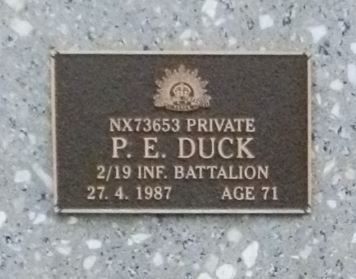 NX73653 PRIVATE
P. E. DUCK
2/19 INF. BATTALION
27. 4. 1987 AGE 71